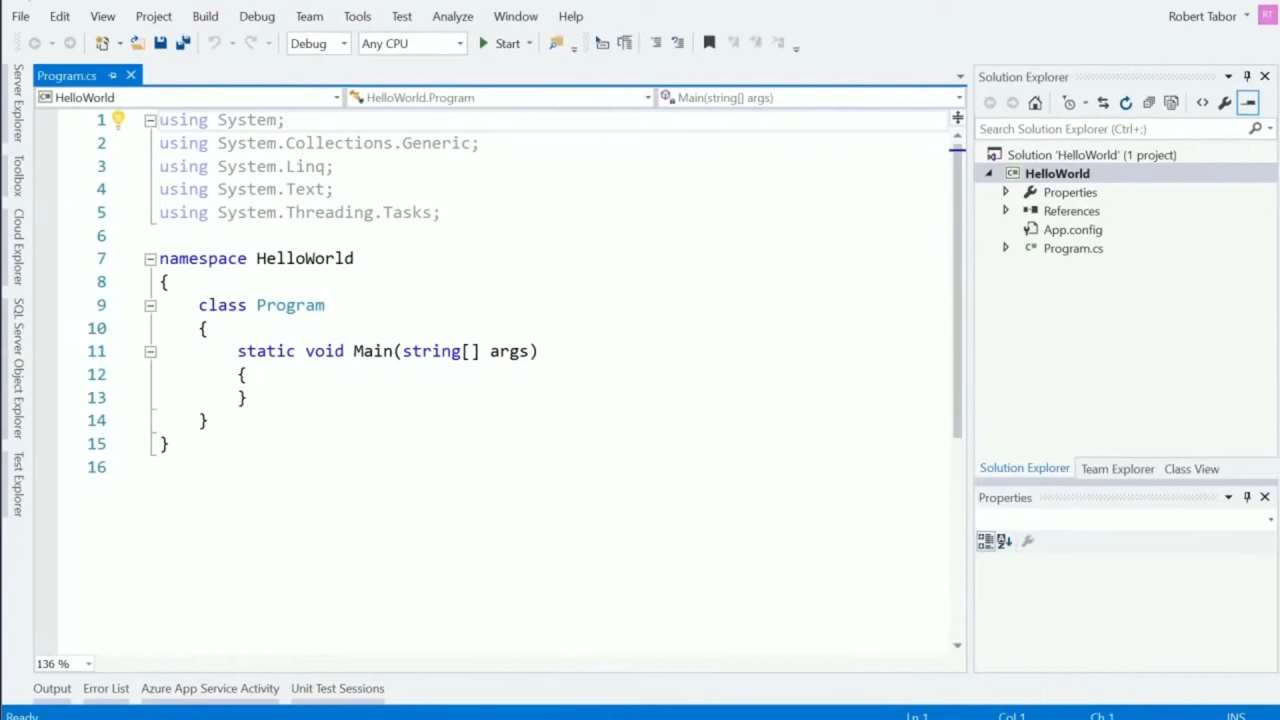 File Edit View Project Build Debug Team Tools Test Analyze Window Help Robert Tabor RT
Debug Any CPU Start
Program.cs
HelloWorld HelloWorld.Program Main(string[] args)
Server Explorer
Toolbox
Cloud Explorer
SQL Server Object Explorer
Test Explorer
1 using System;
2 using System.Collections.Generic;
3 using System.Linq;
4 using System.Text;
5 using System.Threading.Tasks;
6
7 namespace HelloWorld
8 {
9 class Program
10 {
11 static void Main(string[] args)
12 {
13 }
14 }
15 }
16
136 %
Solution Explorer
Search Solution Explorer (Ctrl+;)
Solution 'HelloWorld' (1 project)
C# HelloWorld
Properties
References
App.config
C# Program.cs
Solution Explorer Team Explorer Class View
Properties
Output Error List Azure App Service Activity Unit Test Sessions
Ready Ln 1 Col 1 Ch 1 INS